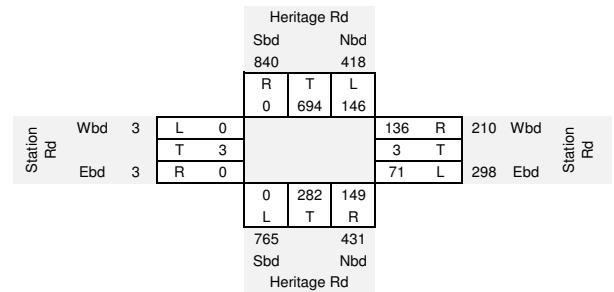 Heritage Rd
Sbd Nbd
840 418
R T L
0 694 146
Station Rd
Wbd 3 L 0 136 R 210 Wbd
T 3 3 T
Ebd 3 R 0 71 L 298 Ebd
Station Rd
0 282 149
L T R
765 431
Sbd Nbd
Heritage Rd